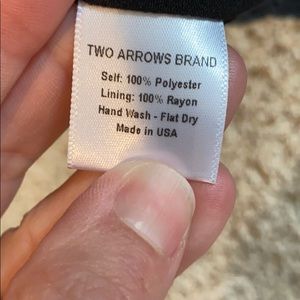 TWO ARROWS BRAND
Self: 100% Polyester
Lining: 100% Rayon
Hand Wash - Flat Dry
Made in USA